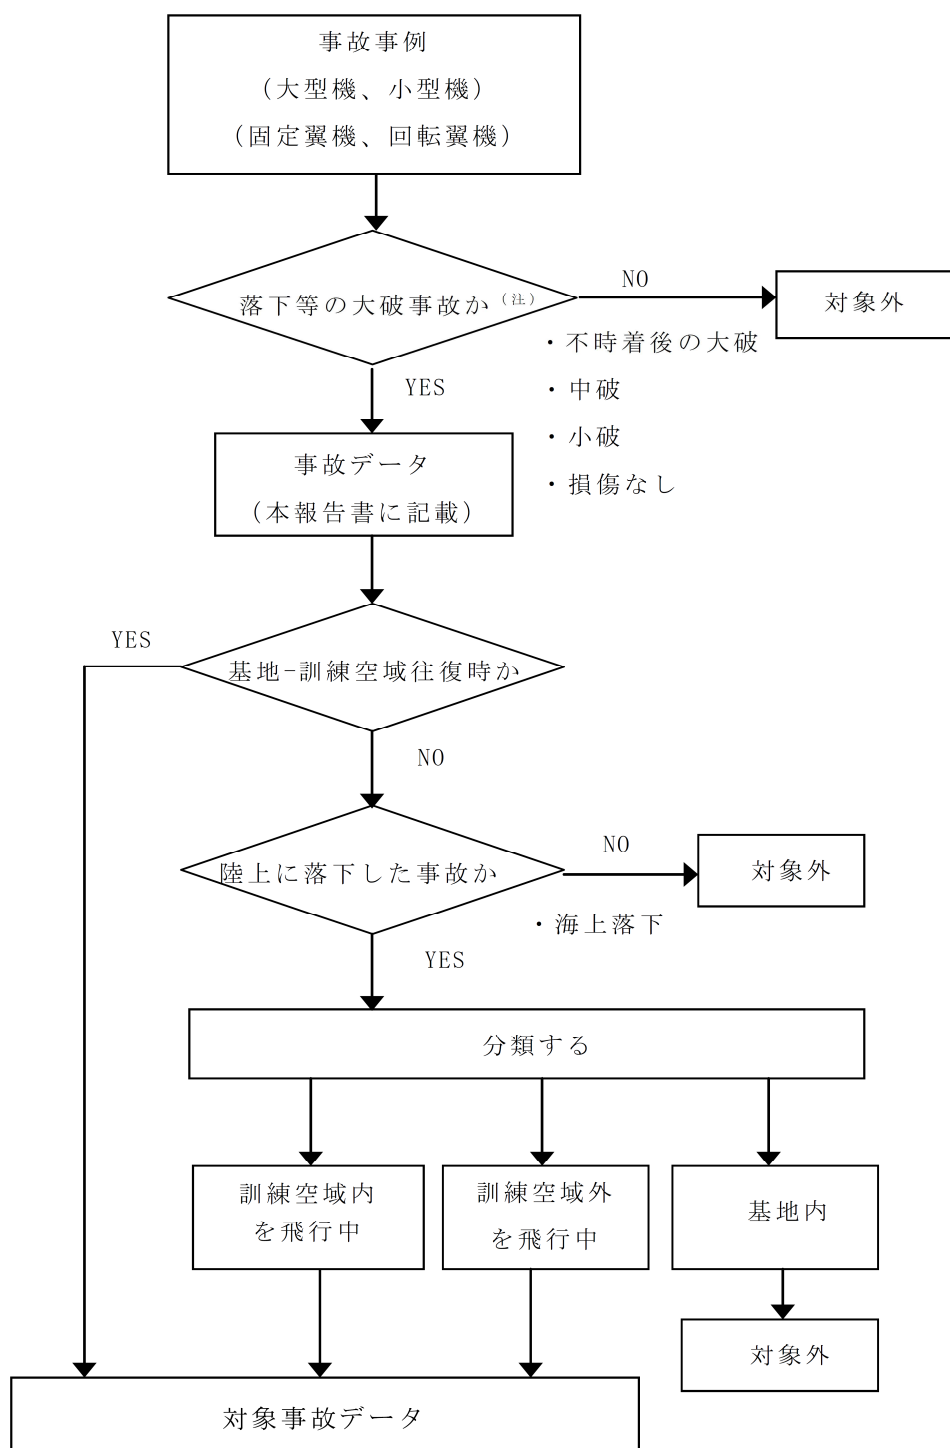 事故事例
（大型機、小型機）
（固定翼機、回転翼機）
落下等の大破事故か（注）
NO
対象外
・不時着後の大破
・中破
・小破
・損傷なし
YES
事故データ
（本報告書に記載）
YES
基地−訓練空域往復時か
NO
陸上に落下した事故か
NO
対象外
・海上落下
YES
分類する
訓練空域内
を飛行中
訓練空域外
を飛行中
基地内
対象外
対象事故データ